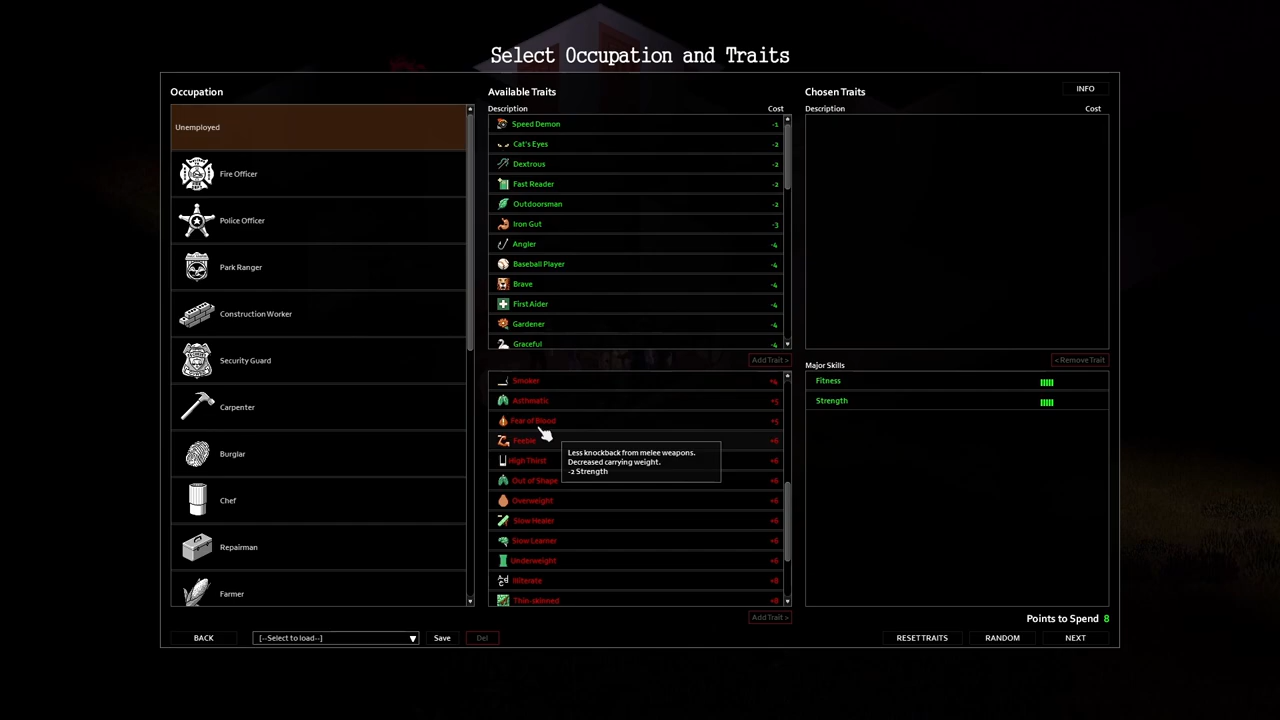 Select Occupation and Traits
Occupation
Available Traits
Chosen Traits
INFO
Description Cost
Description Cost
Unemployed
Fire Officer
Police Officer
Park Ranger
Construction Worker
Security Guard
Carpenter
Burglar
Chef
Repairman
Farmer
Speed Demon -1
Cat's Eyes -2
Dextrous -2
Fast Reader -2
Outdoorsman -2
Iron Gut -3
Angler -4
Baseball Player -4
Brave -4
First Aider -4
Gardener -4
Graceful -4
Add Trait >
Smoker +4
Asthmatic +5
Fear of Blood +5
Feeble +6
High Thirst +6
Out of Shape +6
Overweight +6
Slow Healer +6
Slow Learner +6
Underweight +6
Illiterate +8
Thin-skinned +8
Less knockback from melee weapons.
Decreased carrying weight.
-2 Strength
Add Trait >
< Remove Trait
Major Skills
Fitness
Strength
Points to Spend 8
BACK
[--Select to load--]
Save
Del
RESET TRAITS
RANDOM
NEXT